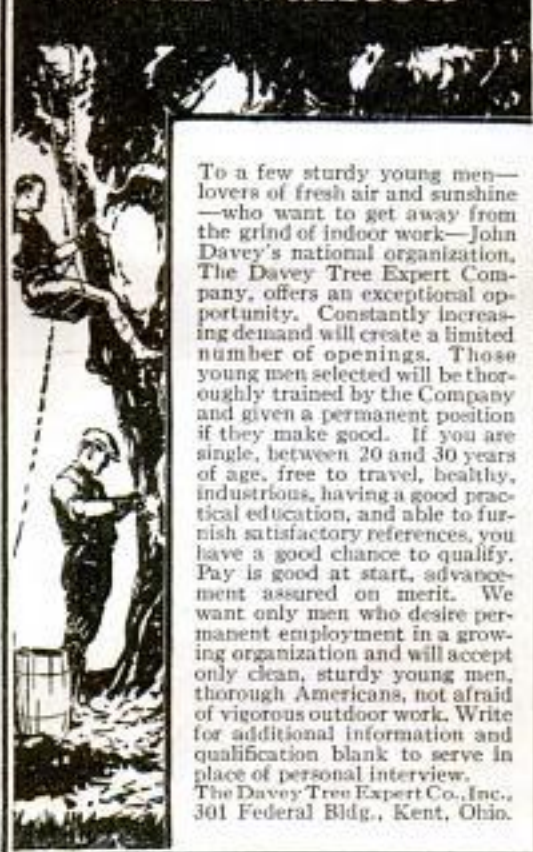 To a few sturdy young men—
lovers of fresh air and sunshine
—who want to get away from
the grind of indoor work—John
Davey's national organization,
The Davey Tree Expert Com-
pany, offers an exceptional op-
portunity. Constantly increas-
ing demand will create a limited
number of openings. Those
young men selected will be thor-
oughly trained by the Company
and given a permanent position
if they make good. If you are
single, between 20 and 30 years
of age, free to travel, healthy,
industrious, having a good prac-
tical education, and able to fur-
nish satisfactory references, you
have a good chance to qualify.
Pay is good at start, advance-
ment assured on merit. We
want only men who desire per-
manent employment in a grow-
ing organization and will accept
only clean, sturdy young men,
thorough Americans, not afraid
of vigorous outdoor work. Write
for additional information and
qualification blank to serve in
place of personal interview.
The Davey Tree Expert Co., Inc.,
301 Federal Bldg., Kent, Ohio.